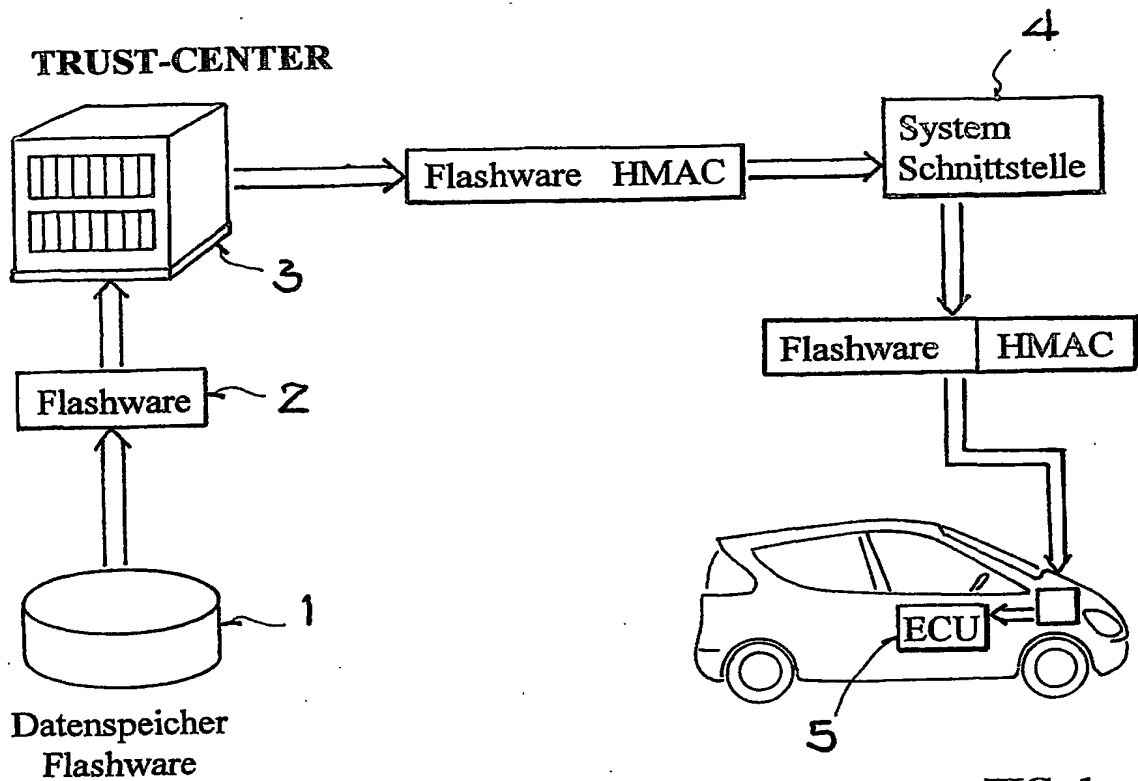 TRUST-CENTER
4
System
Schnittstelle
Flashware HMAC
3
Flashware HMAC
Flashware
2
1
ECU
5
Datenspeicher
Flashware